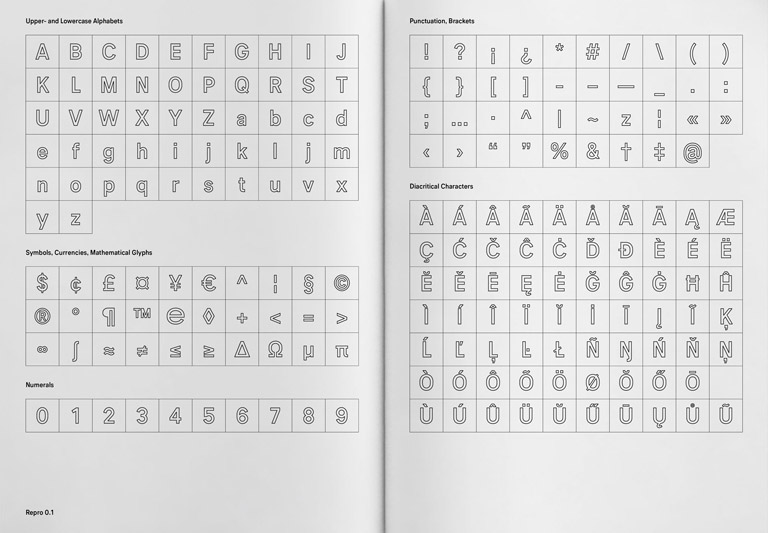 Upper- and Lowercase Alphabets
A B C D E F G H I J
K L M N O P Q R S T
U V W X Y Z a b c d
e f g h i j k l j m
n o p q r s t u v x
y z
Symbols, Currencies, Mathematical Glyphs
$ ¢ £ ¤ ¥ € ^ ¦ § ©
® ° ¶ ™ ℮ ◊ + < = >
∞ ∫ ≈ ≠ ≤ ≥ Δ Ω µ π
Numerals
0 1 2 3 4 5 6 7 8 9
Repro 0.1
Punctuation, Brackets
! ? ¡ ¿ * # / \ ( )
{ } [ ] - – — _ . :
; … · ^ | ~ z ¦ « »
‹ › “ ” % & † ‡ @
Diacritical Characters
À Á Â Ã Ä Å Ă Ā Ą Æ
Ç Ć Č Ĉ Ċ Ď Đ È É Ë
Ě Ĕ Ē Ę Ė Ğ Ĝ Ġ Ħ Ĥ
Ì Í Î Ï Ĭ İ Ī Į Ĩ Ķ
Ĺ Ľ Ļ Ŀ Ł Ñ Ŋ Ń Ň Ņ
Ò Ó Ô Õ Ö Ø Ŏ Ő Ō
Ù Ú Û Ü Ŭ Ű Ū Ų Ů Ũ